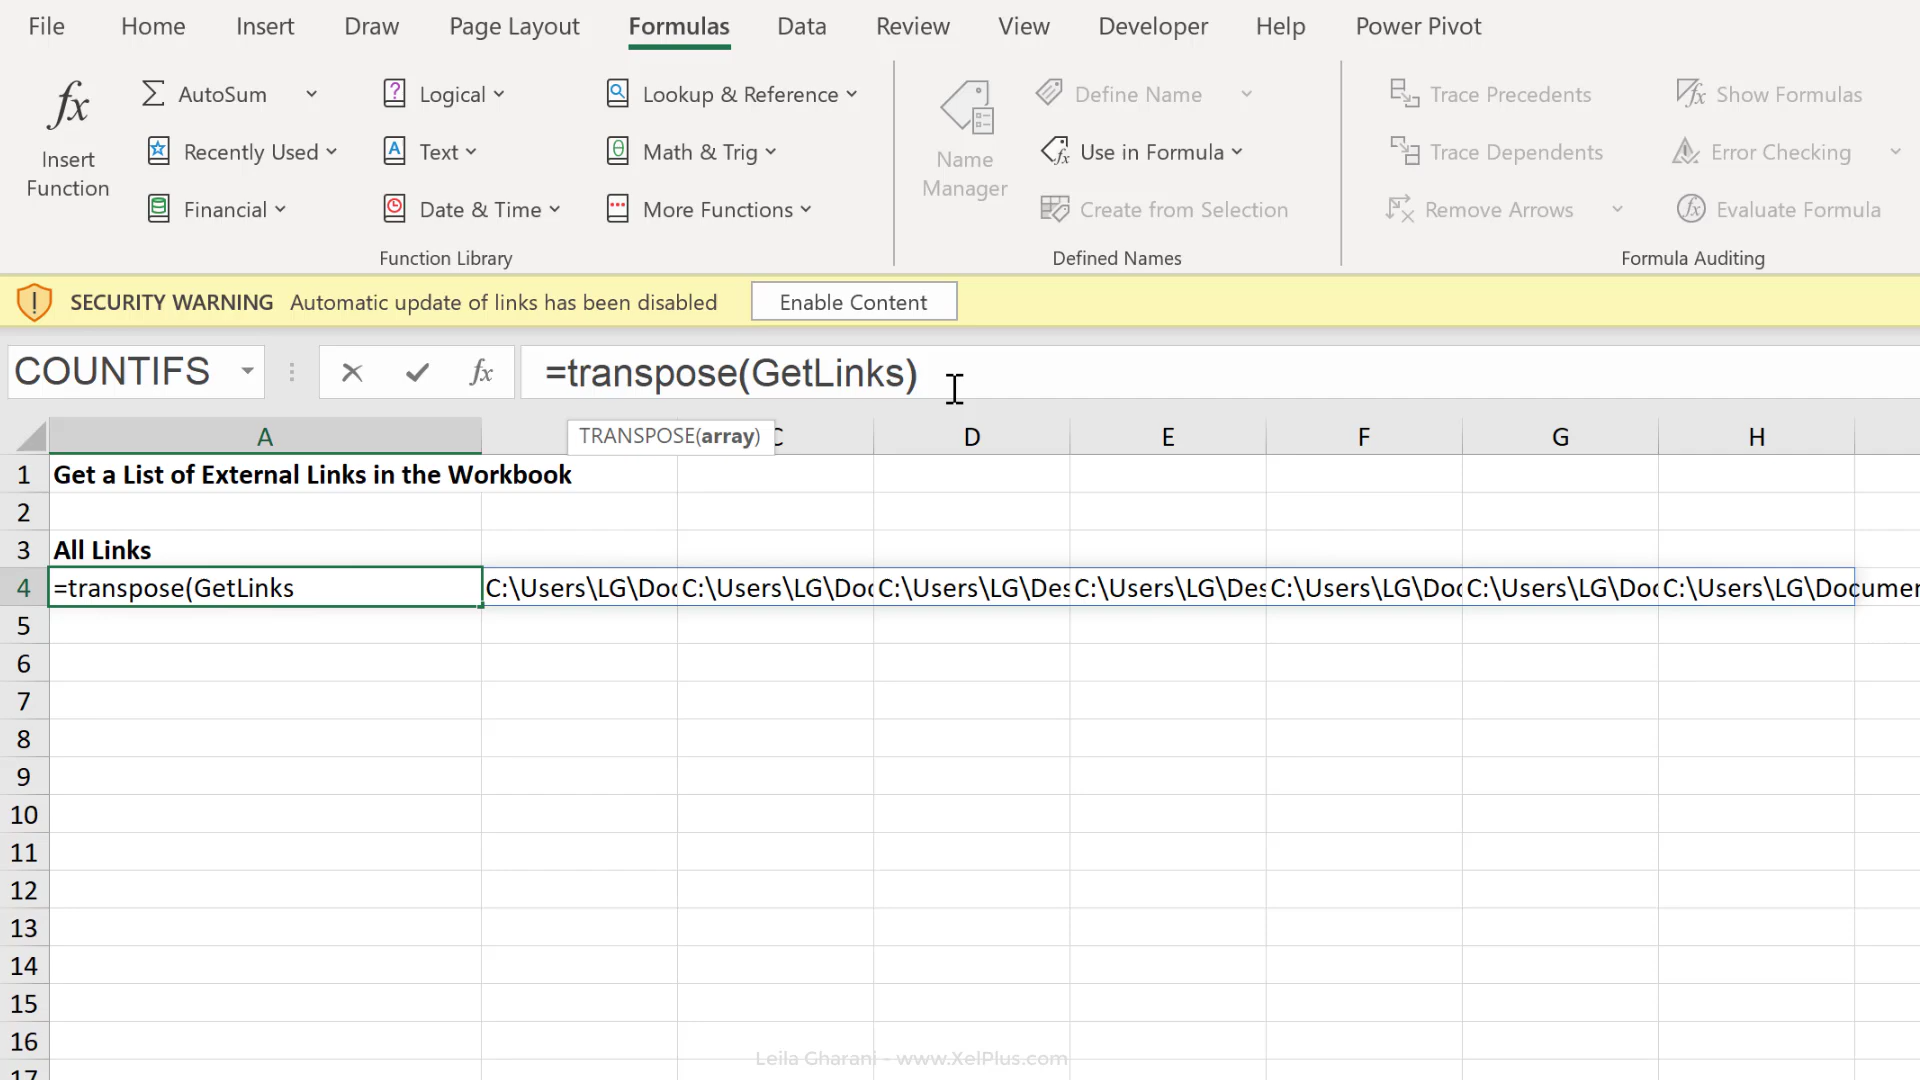 File Home Insert Draw Page Layout Formulas Data Review View Developer Help Power Pivot
fx Insert Function
AutoSum
Recently Used
Financial
Logical
Text
Date & Time
Lookup & Reference
Math & Trig
More Functions
Function Library
Name Manager
Define Name
Use in Formula
Create from Selection
Defined Names
Trace Precedents
Trace Dependents
Remove Arrows
Show Formulas
Error Checking
Evaluate Formula
Formula Auditing
SECURITY WARNING Automatic update of links has been disabled Enable Content
COUNTIFS fx =transpose(GetLinks)
TRANSPOSE(array)
A C D E F G H
1 Get a List of External Links in the Workbook
2
3 All Links
4 =transpose(GetLinks C:\Users\LG\Doc C:\Users\LG\Doc C:\Users\LG\Des C:\Users\LG\Des C:\Users\LG\Doc C:\Users\LG\Doc C:\Users\LG\Documen
5
6
7
8
9
10
11
12
13
14
15
16
17
Leila Gharani - www.XelPlus.com